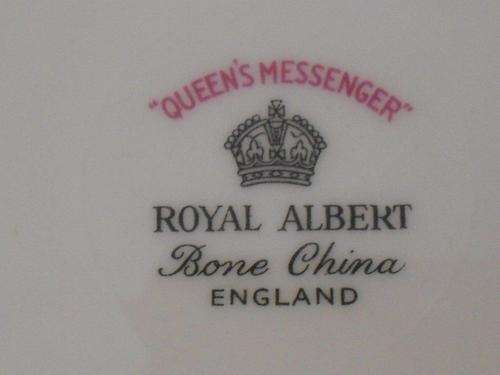 "QUEEN'S MESSENGER"
ROYAL ALBERT
Bone China
ENGLAND